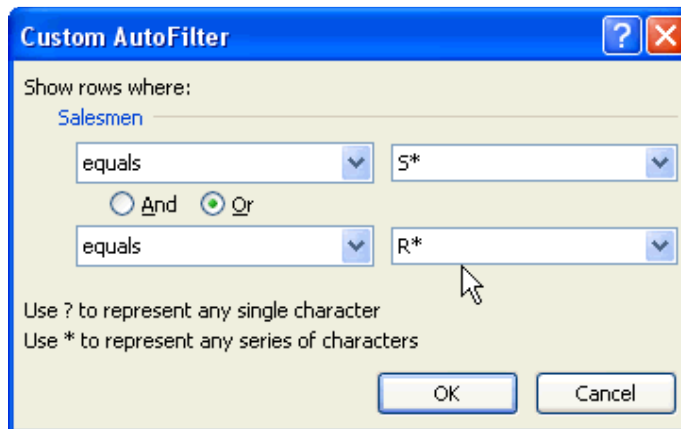 Custom AutoFilter ?
Show rows where:
Salesmen
equals S*
And Or
equals R*
Use ? to represent any single character
Use * to represent any series of characters
OK Cancel